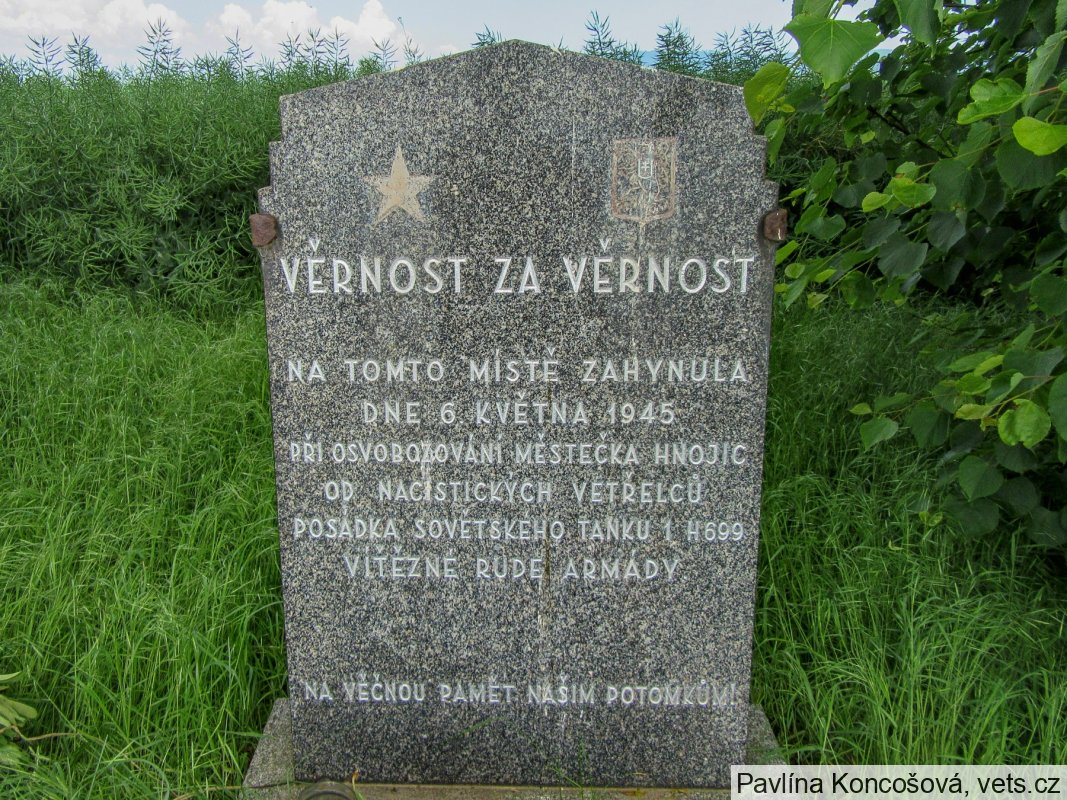 VĚRNOST ZA VĚRNOST
NA TOMTO MÍSTĚ ZAHYNULA
DNE 6. KVĚTNA 1945
PŘI OSVOBOZOVÁNÍ MĚSTEČKA HNOJIC
OD NACISTICKÝCH VETŘELCŮ
POSÁDKA SOVĚTSKÉHO TANKU 1 H699
VÍTĚZNÉ RUDÉ ARMÁDY
NA VĚČNOU PAMĚŤ NAŠIM POTOMKŮM!
Pavlína Koncošová, vets.cz